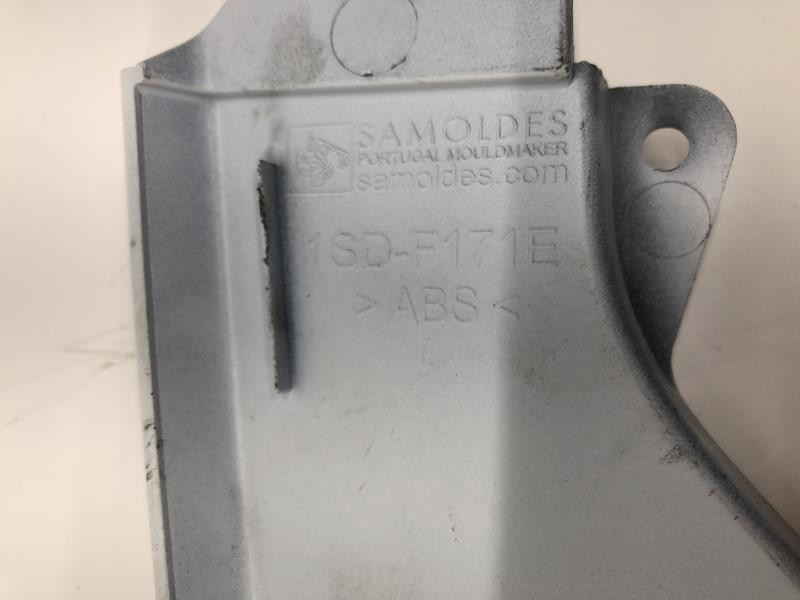 SAMOLDES
PORTUGAL MOULDMAKER
samoldes.com
1SD-F171E
> ABS <